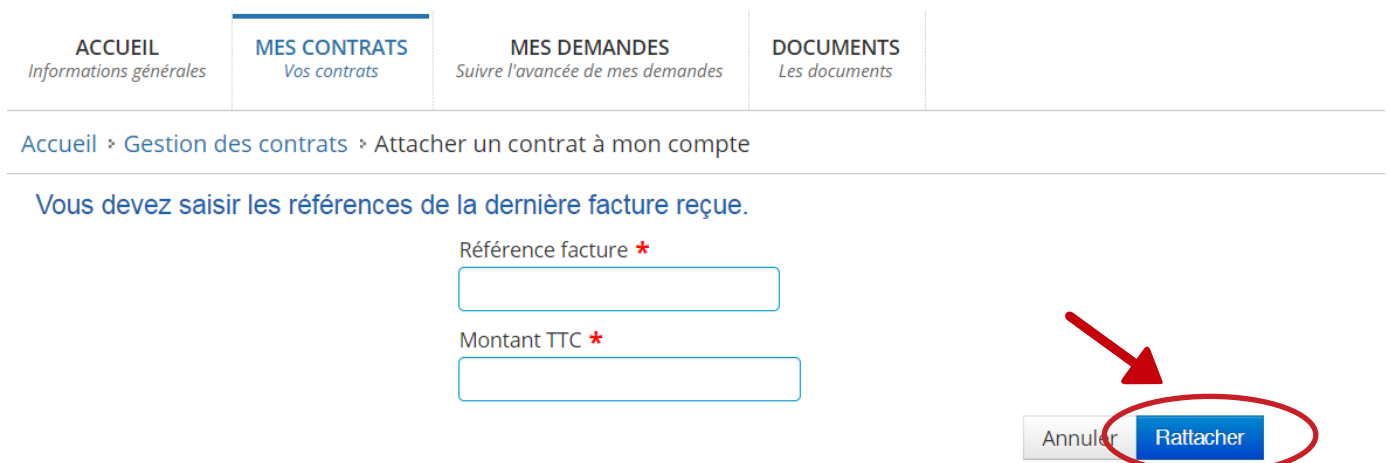 ACCUEIL MES CONTRATS MES DEMANDES DOCUMENTS
Informations générales Vos contrats Suivre l'avancée de mes demandes Les documents
Accueil Gestion des contrats Attacher un contrat à mon compte
Vous devez saisir les références de la dernière facture reçue.
Référence facture *
Montant TTC *
Annuler Rattacher